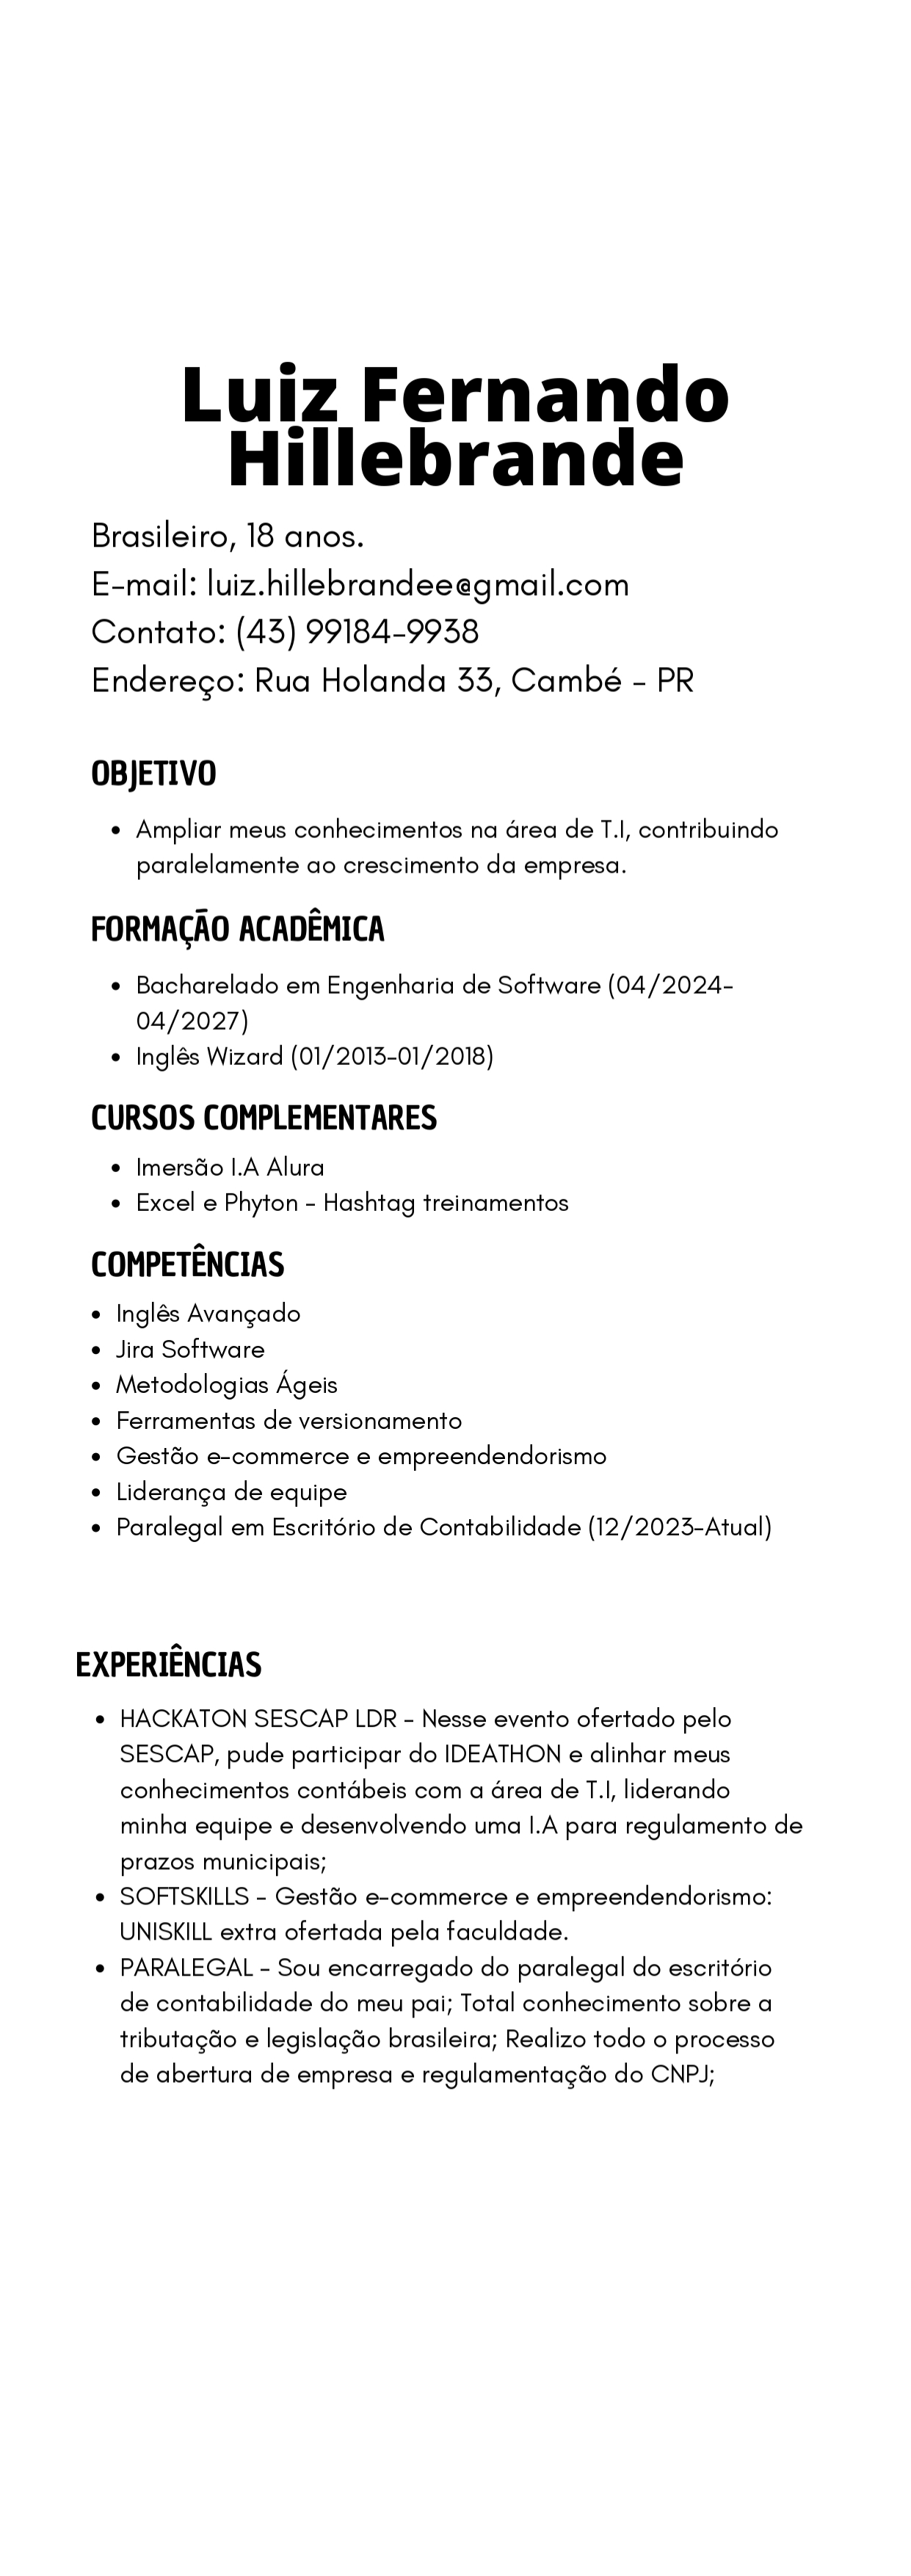 Luiz Fernando
Hillebrande
Brasileiro, 18 anos.
E-mail: luiz.hillebrandee@gmail.com
Contato: (43) 99184-9938
Endereço: Rua Holanda 33, Cambé - PR
OBJETIVO
• Ampliar meus conhecimentos na área de T.I, contribuindo
paralelamente ao crescimento da empresa.
FORMAÇÃO ACADÊMICA
• Bacharelado em Engenharia de Software (04/2024-
04/2027)
• Inglês Wizard (01/2013-01/2018)
CURSOS COMPLEMENTARES
• Imersão I.A Alura
• Excel e Phyton - Hashtag treinamentos
COMPETÊNCIAS
• Inglês Avançado
• Jira Software
• Metodologias Ágeis
• Ferramentas de versionamento
• Gestão e-commerce e empreendendorismo
• Liderança de equipe
• Paralegal em Escritório de Contabilidade (12/2023-Atual)
EXPERIÊNCIAS
• HACKATON SESCAP LDR - Nesse evento ofertado pelo
SESCAP, pude participar do IDEATHON e alinhar meus
conhecimentos contábeis com a área de T.I, liderando
minha equipe e desenvolvendo uma I.A para regulamento de
prazos municipais;
• SOFTSKILLS - Gestão e-commerce e empreendendorismo:
UNISKILL extra ofertada pela faculdade.
• PARALEGAL - Sou encarregado do paralegal do escritório
de contabilidade do meu pai; Total conhecimento sobre a
tributação e legislação brasileira; Realizo todo o processo
de abertura de empresa e regulamentação do CNPJ;